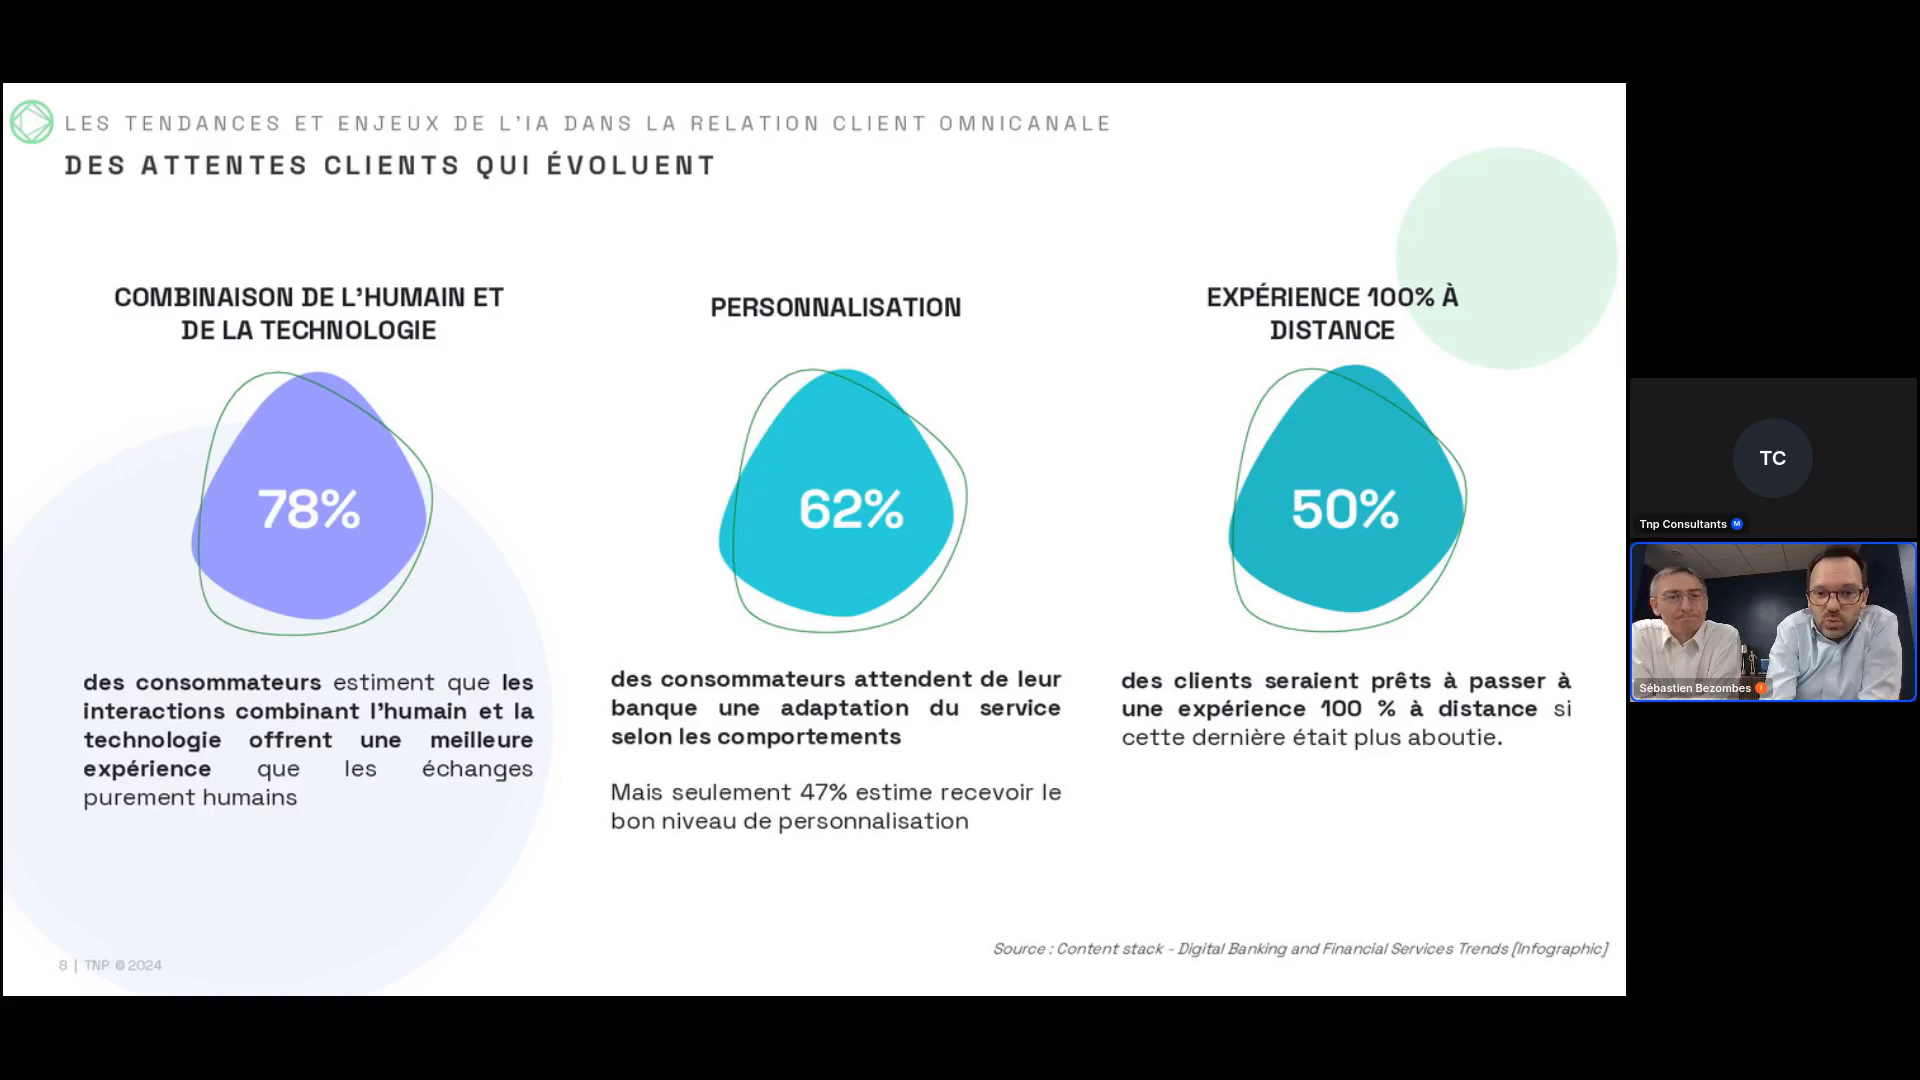 LES TENDANCES ET ENJEUX DE L'IA DANS LA RELATION CLIENT OMNICANALE
DES ATTENTES CLIENTS QUI ÉVOLUENT
COMBINAISON DE L'HUMAIN ET
DE LA TECHNOLOGIE
78%
des consommateurs estiment que les
interactions combinant l'humain et la
technologie offrent une meilleure
expérience que les échanges
purement humains
PERSONNALISATION
62%
des consommateurs attendent de leur
banque une adaptation du service
selon les comportements
Mais seulement 47% estime recevoir le
bon niveau de personnalisation
EXPÉRIENCE 100% À
DISTANCE
50%
des clients seraient prêts à passer à
une expérience 100 % à distance si
cette dernière était plus aboutie.
Source : Content stack - Digital Banking and Financial Services Trends [Infographic]
8 | TNP © 2024
TC
Tnp Consultants M
Sébastien Bezombes